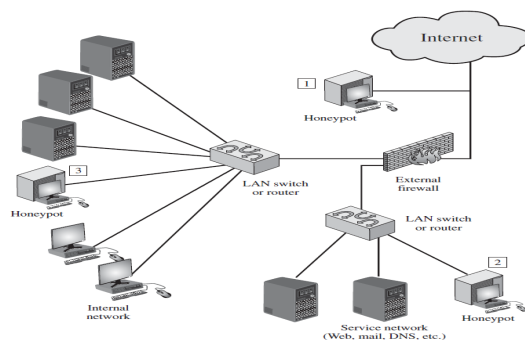 Internet
1
Honeypot
3
Honeypot
LAN switch
or router
External
firewall
LAN switch
or router
Internal
network
2
Honeypot
Service network
(Web, mail, DNS, etc.)